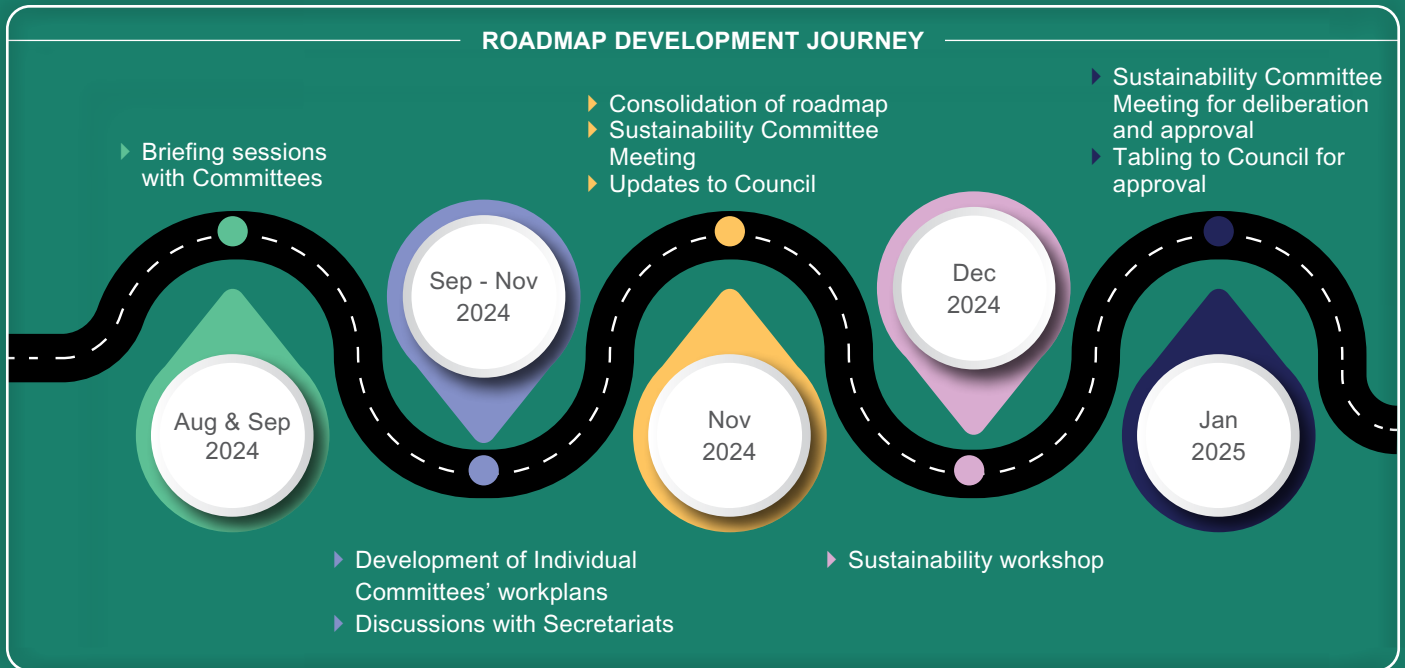 ROADMAP DEVELOPMENT JOURNEY
Briefing sessions
with Committees
Aug & Sep
2024
Sep - Nov
2024
Development of Individual
Committees’ workplans
Discussions with Secretariats
Consolidation of roadmap
Sustainability Committee
Meeting
Updates to Council
Nov
2024
Dec
2024
Sustainability workshop
Sustainability Committee
Meeting for deliberation
and approval
Tabling to Council for
approval
Jan
2025